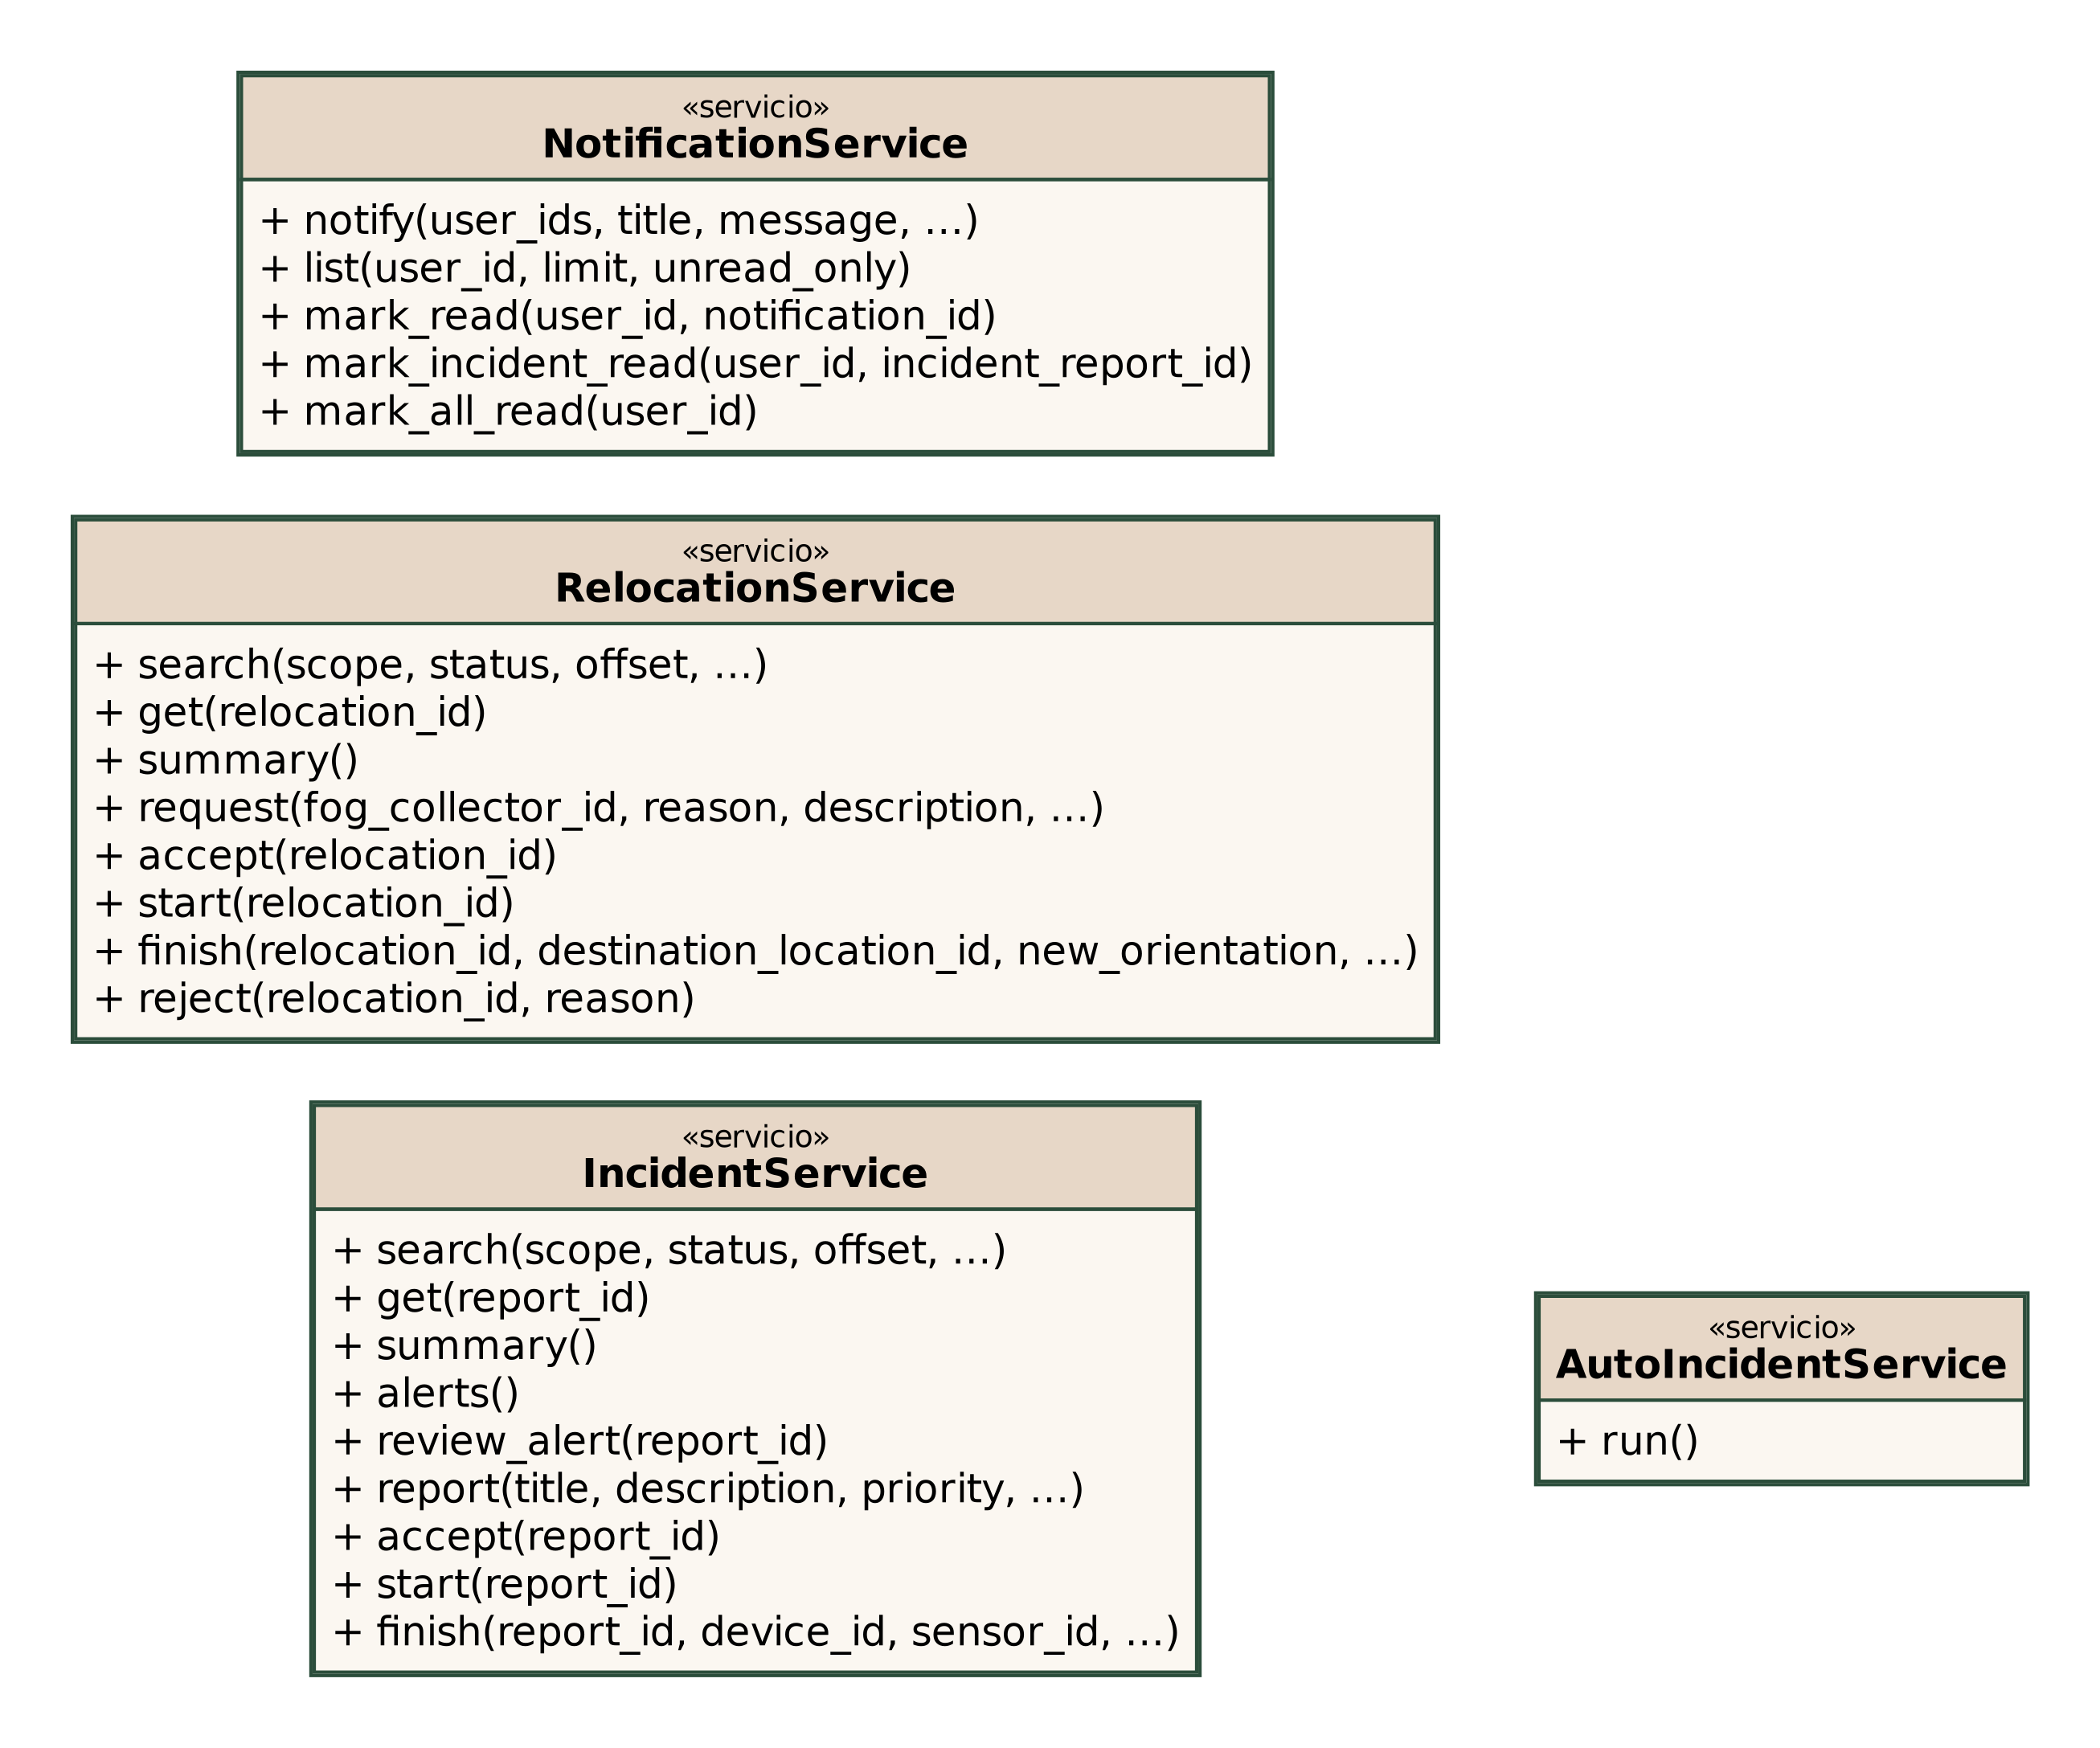 «servicio»
NotificationService
+ notify(user_ids, title, message, ...)
+ list(user_id, limit, unread_only)
+ mark_read(user_id, notification_id)
+ mark_incident_read(user_id, incident_report_id)
+ mark_all_read(user_id)
«servicio»
RelocationService
+ search(scope, status, offset, ...)
+ get(relocation_id)
+ summary()
+ request(fog_collector_id, reason, description, ...)
+ accept(relocation_id)
+ start(relocation_id)
+ finish(relocation_id, destination_location_id, new_orientation, ...)
+ reject(relocation_id, reason)
«servicio»
IncidentService
+ search(scope, status, offset, ...)
+ get(report_id)
+ summary()
+ alerts()
+ review_alert(report_id)
+ report(title, description, priority, ...)
+ accept(report_id)
+ start(report_id)
+ finish(report_id, device_id, sensor_id, ...)
«servicio»
AutoIncidentService
+ run()